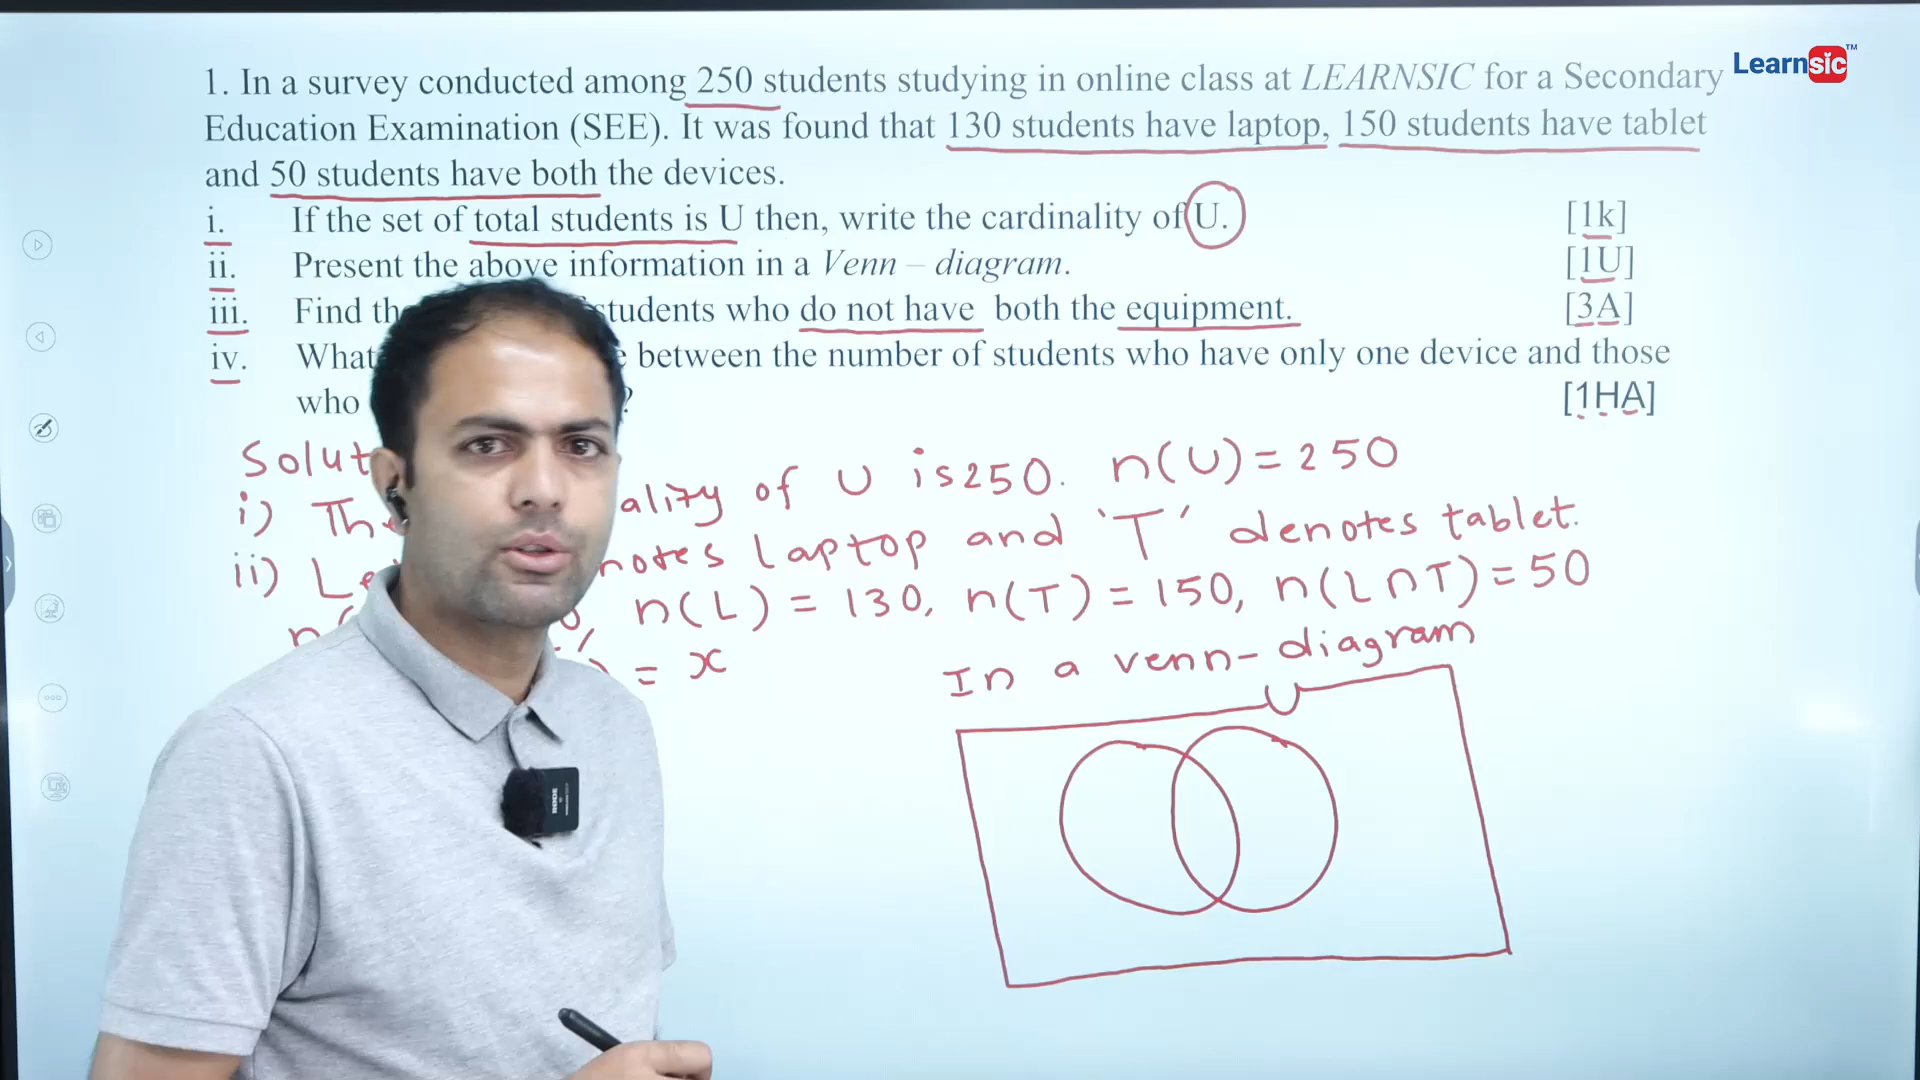 Learnsic™
1. In a survey conducted among 250 students studying in online class at LEARNSIC for a Secondary
Education Examination (SEE). It was found that 130 students have laptop, 150 students have tablet
and 50 students have both the devices.
i. If the set of total students is U then, write the cardinality of U. [1k]
ii. Present the above information in a Venn – diagram. [1U]
iii. Find students who do not have both the equipment. [3A]
iv. What between the number of students who have only one device and those
who ? [1HA]
Solut
i) The ality of U is 250. n(U) = 250
ii) Le notes laptop and 'T' denotes tablet.
n( n(L) = 130, n(T) = 150, n(L∩T) = 50
) = x
In a venn-diagram
U
RODE